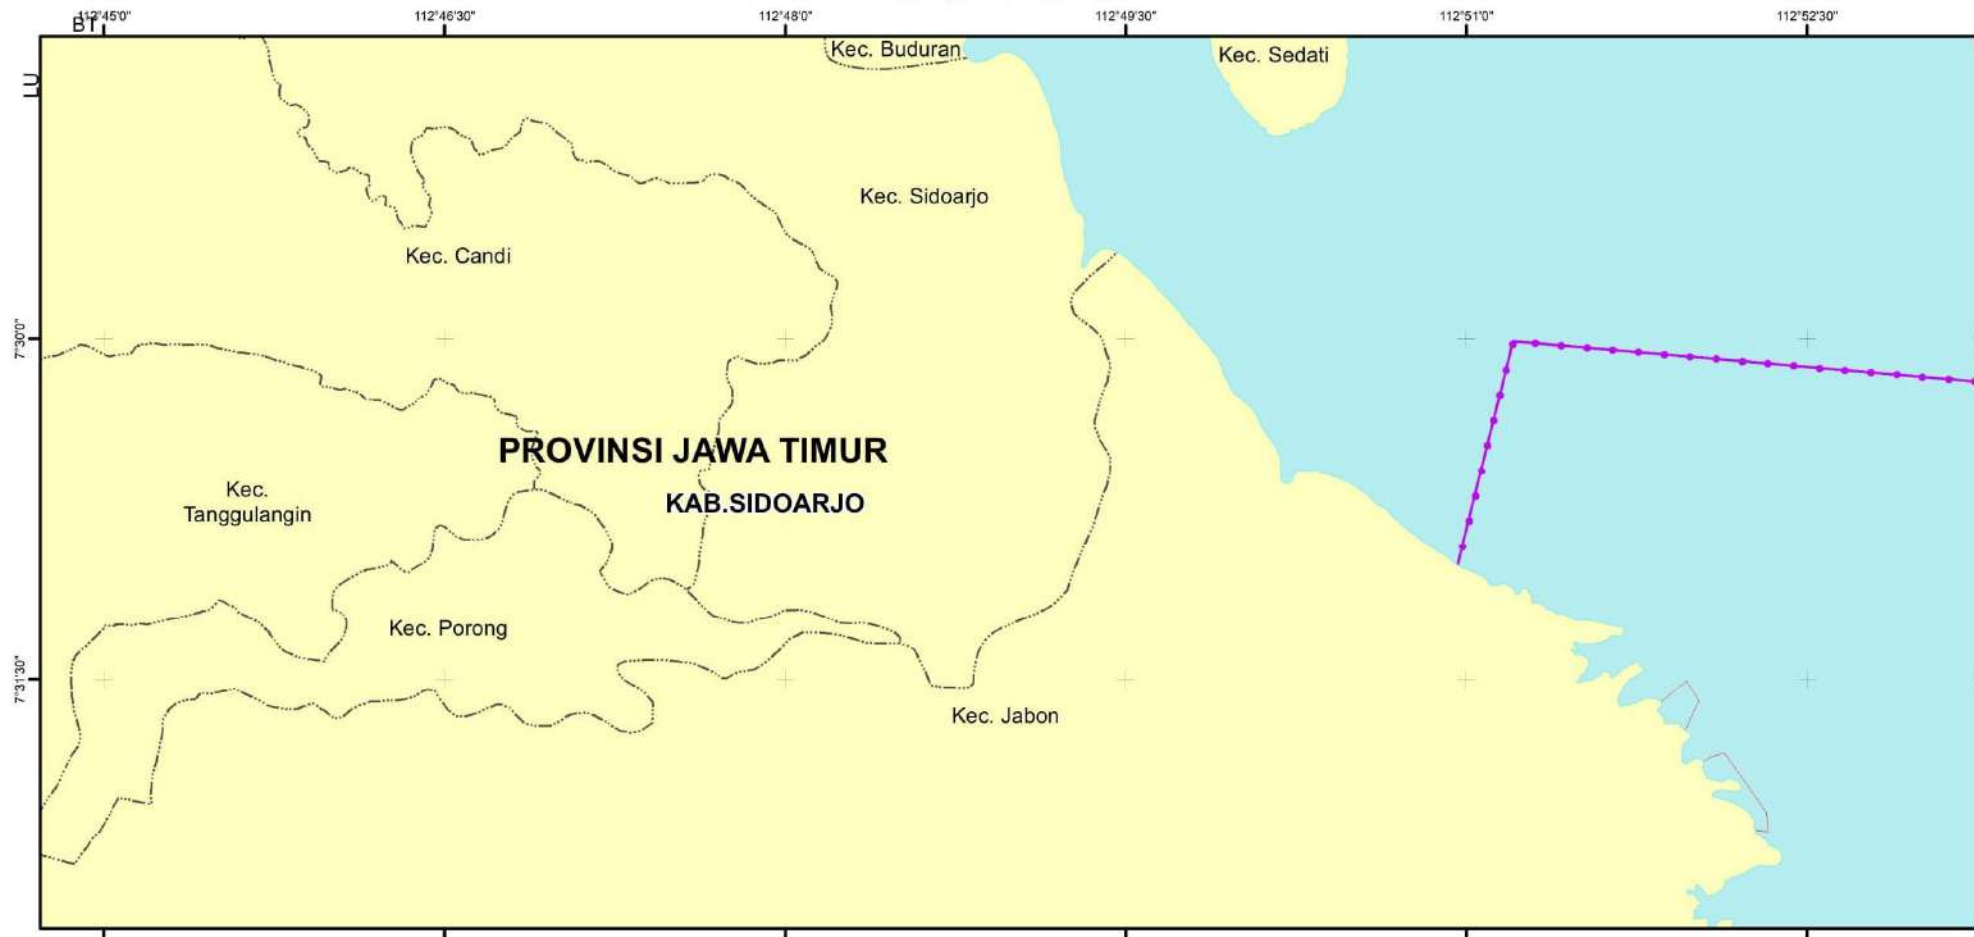 112°45'0"
112°46'30"
112°48'0"
112°49'30"
112°51'0"
112°52'30"
BT
LU
Kec. Buduran
Kec. Sedati
Kec. Sidoarjo
Kec. Candi
7°30'0"
PROVINSI JAWA TIMUR
KAB.SIDOARJO
Kec.
Tanggulangin
Kec. Porong
7°31'30"
Kec. Jabon